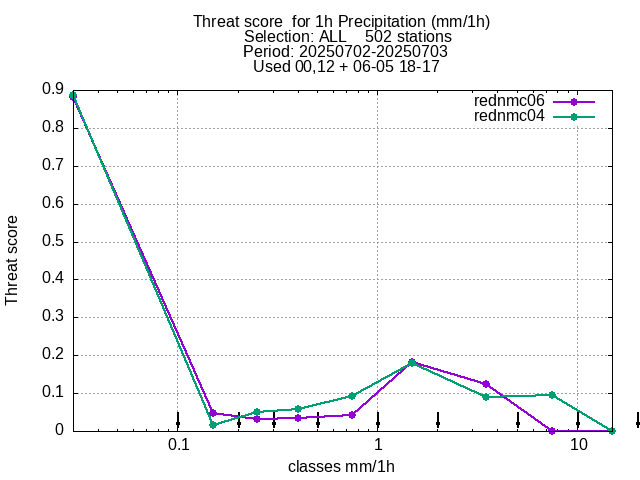 Threat score  for 1h Precipitation (mm/1h)
Selection: ALL    502 stations
Period: 20250702-20250703
Used 00,12 + 06-05 18-17
rednmc06
rednmc04
0.9
0.8
0.7
0.6
0.5
0.4
0.3
0.2
0.1
0
Threat score
0.1 1 10
classes mm/1h